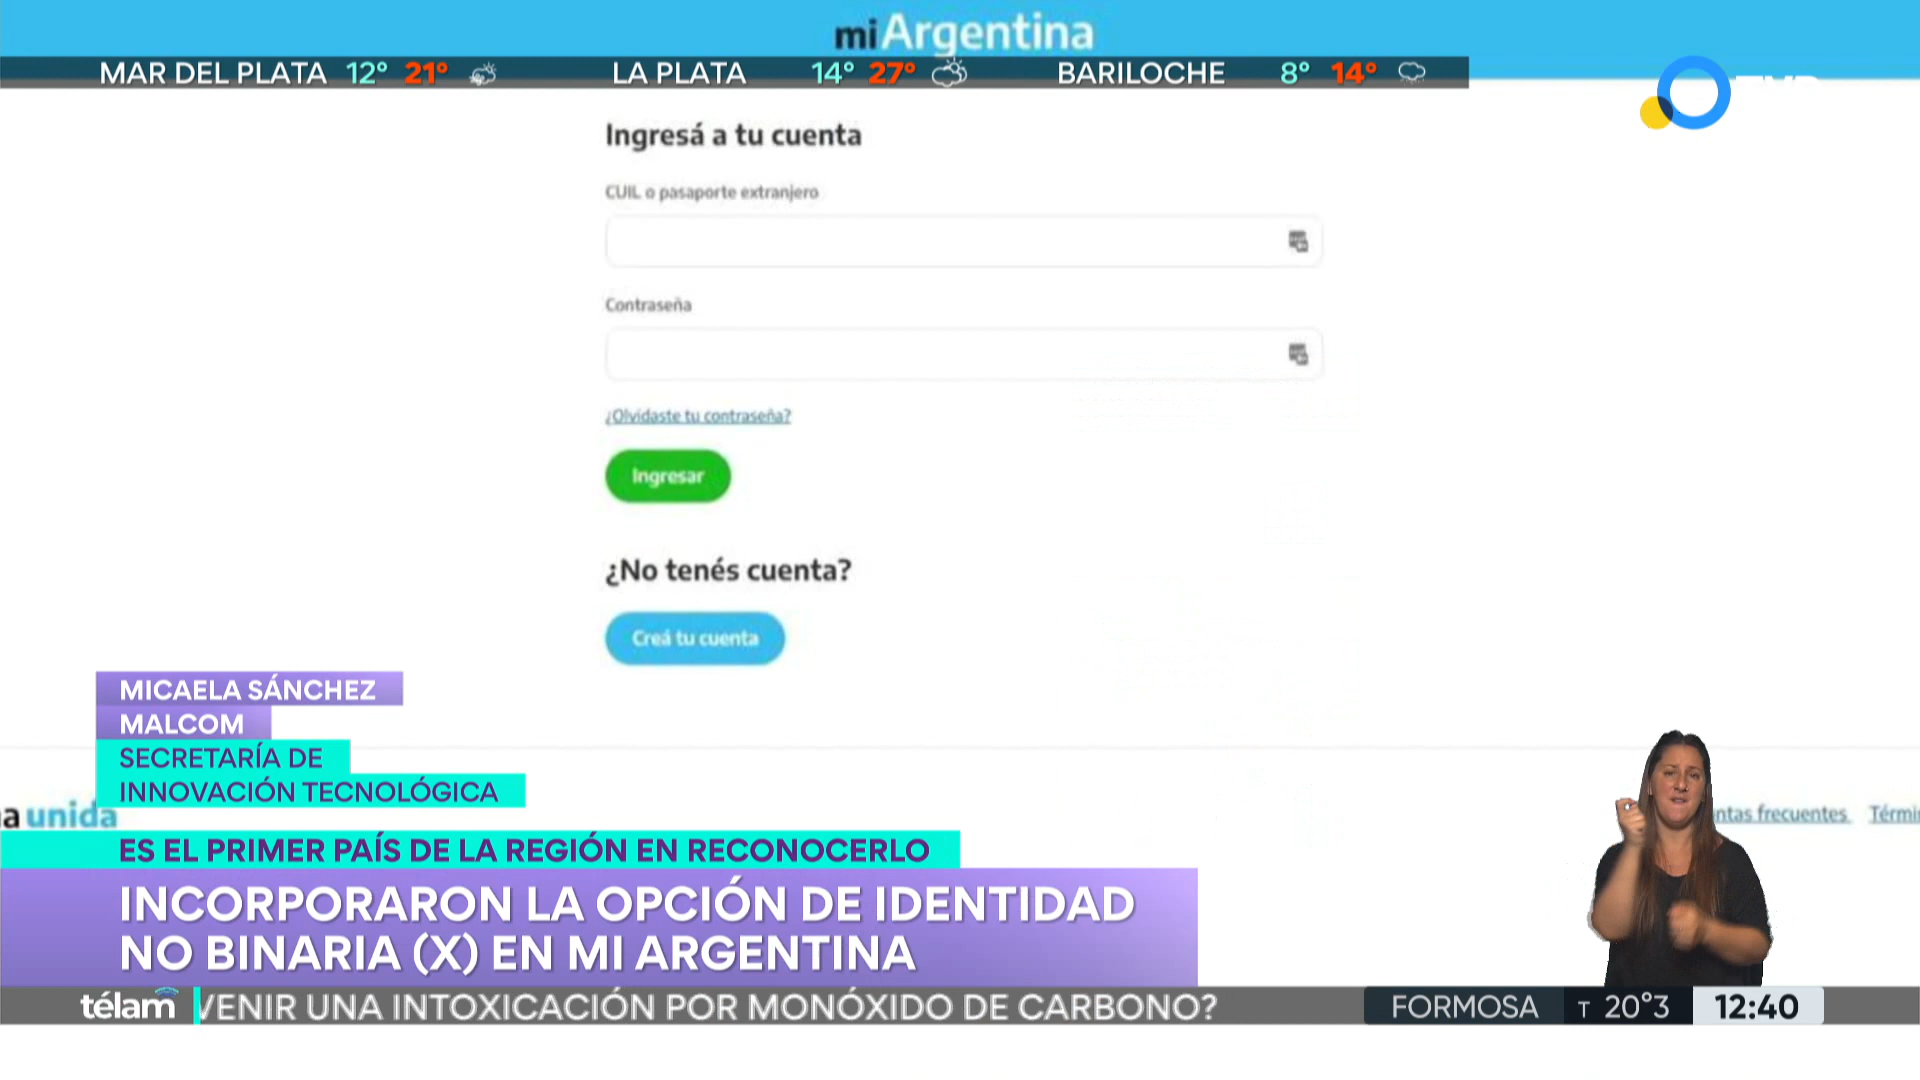 mi Argentina
MAR DEL PLATA 12° 21° LA PLATA 14° 27° BARILOCHE 8° 14°
Ingresá a tu cuenta
CUIL o pasaporte extranjero
Contraseña
¿Olvidaste tu contraseña?
Ingresar
¿No tenés cuenta?
Creá tu cuenta
MICAELA SÁNCHEZ
MALCOM
SECRETARÍA DE
INNOVACIÓN TECNOLÓGICA
unida
frecuentes
ES EL PRIMER PAÍS DE LA REGIÓN EN RECONOCERLO
INCORPORARON LA OPCIÓN DE IDENTIDAD
NO BINARIA (X) EN MI ARGENTINA
télam VENIR UNA INTOXICACIÓN POR MONÓXIDO DE CARBONO? FORMOSA T 20°3 12:40